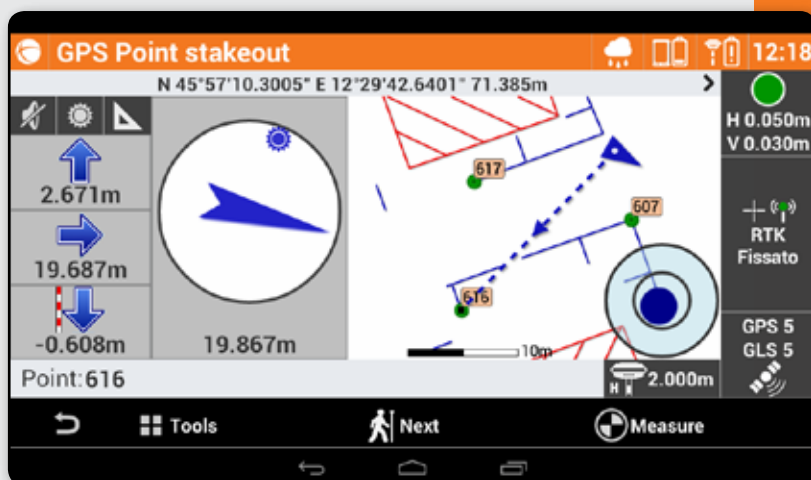 GPS Point stakeout
12:18
N 45°57'10.3005" E 12°29'42.6401" 71.385m
H 0.050m
V 0.030m
2.671m
19.687m
-0.608m
19.867m
617
607
616
10m
RTK
Fissato
GPS 5
GLS 5
Point:616
H
2.000m
Tools
Next
Measure